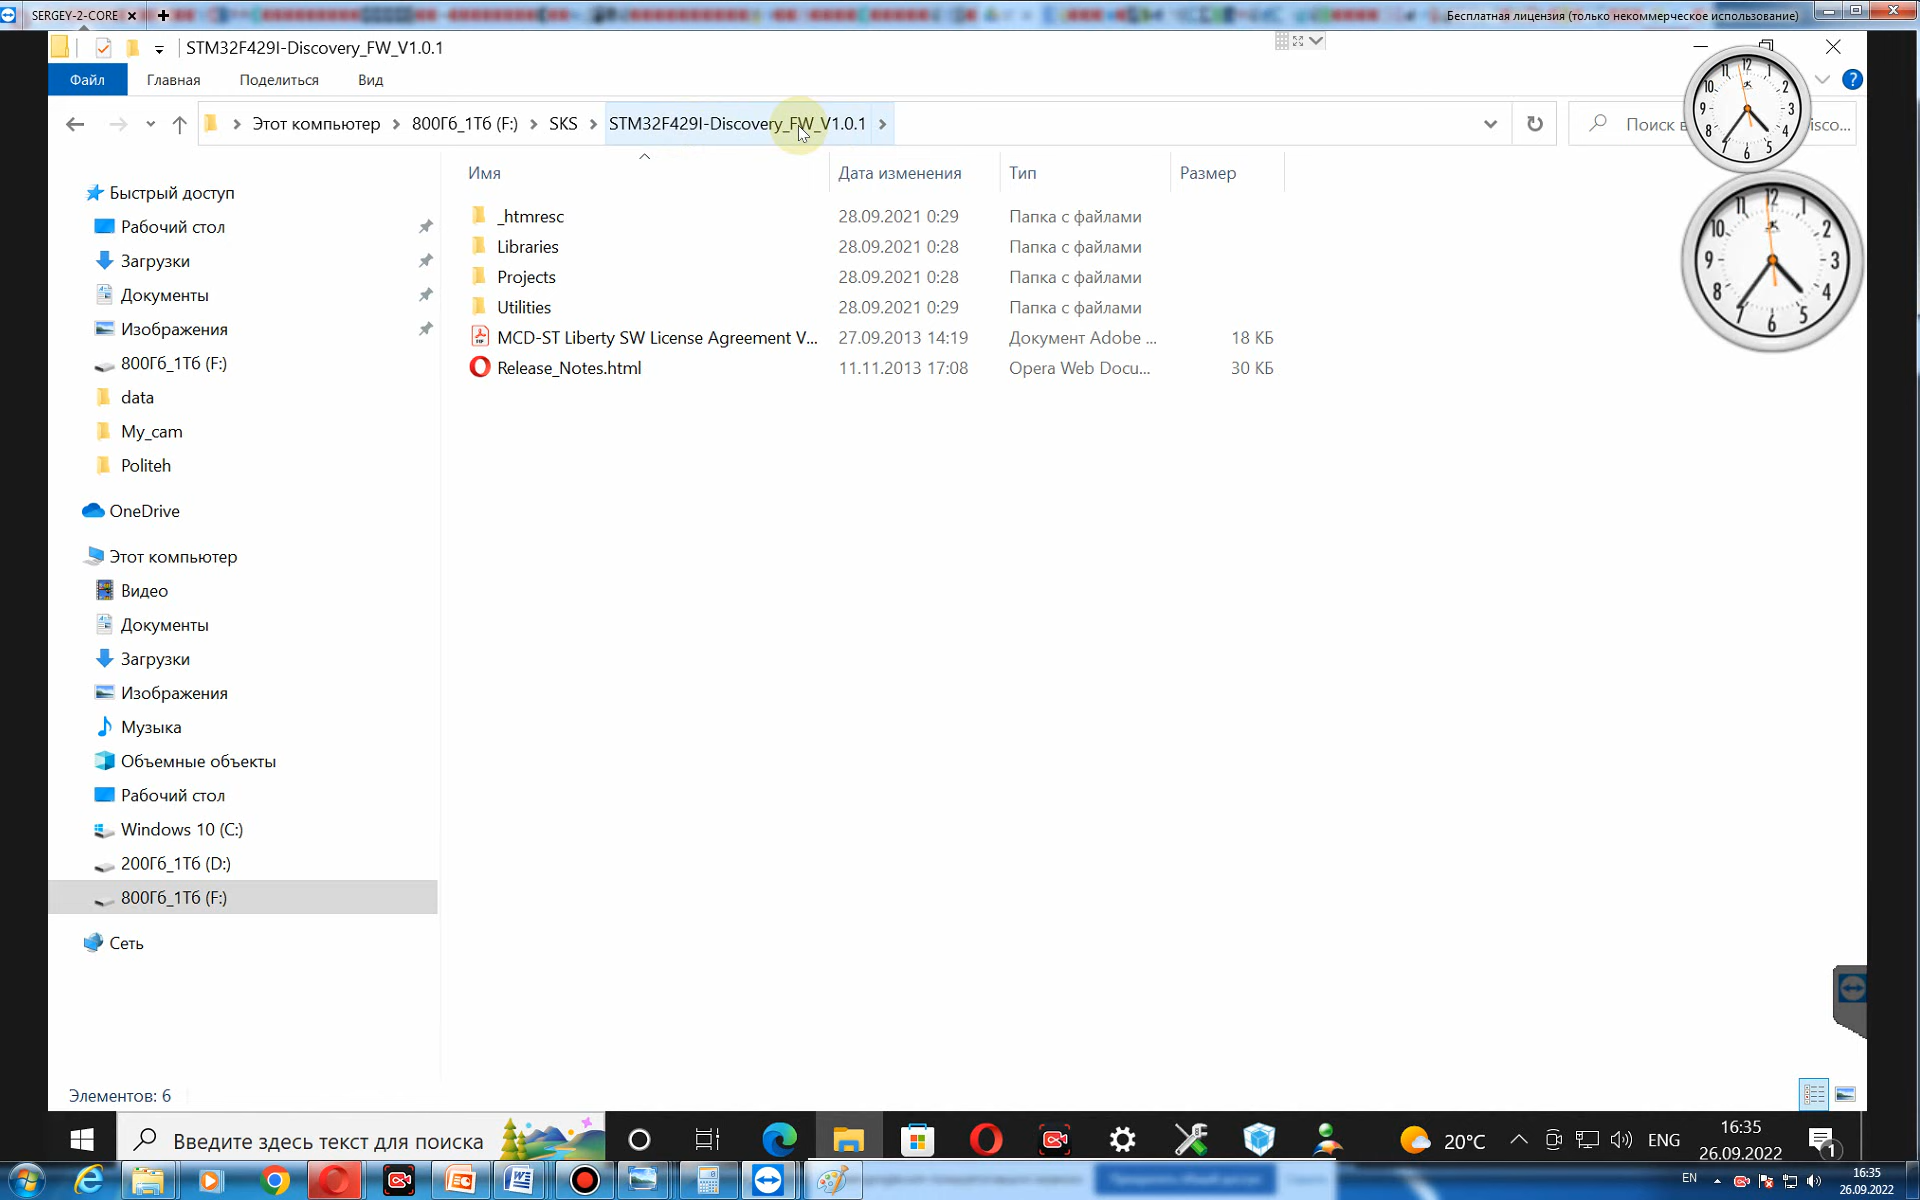 SERGEY-2-CORE
Бесплатная лицензия (только некоммерческое использование)
STM32F429I-Discovery_FW_V1.0.1
Файл Главная Поделиться Вид
Этот компьютер 800Гб_1Тб (F:) SKS STM32F429I-Discovery_FW_V1.0.1
Поиск в isco...
Имя Дата изменения Тип Размер
_htmresc 28.09.2021 0:29 Папка с файлами
Libraries 28.09.2021 0:28 Папка с файлами
Projects 28.09.2021 0:28 Папка с файлами
Utilities 28.09.2021 0:29 Папка с файлами
MCD-ST Liberty SW License Agreement V... 27.09.2013 14:19 Документ Adobe ... 18 КБ
Release_Notes.html 11.11.2013 17:08 Opera Web Docu... 30 КБ
Быстрый доступ
Рабочий стол
Загрузки
Документы
Изображения
800Гб_1Тб (F:)
data
My_cam
Politeh
OneDrive
Этот компьютер
Видео
Документы
Загрузки
Изображения
Музыка
Объемные объекты
Рабочий стол
Windows 10 (C:)
200Гб_1Тб (D:)
800Гб_1Тб (F:)
Сеть
Элементов: 6
Введите здесь текст для поиска
20°C
ENG
16:35
26.09.2022
1
EN
16:35
26.09.2022